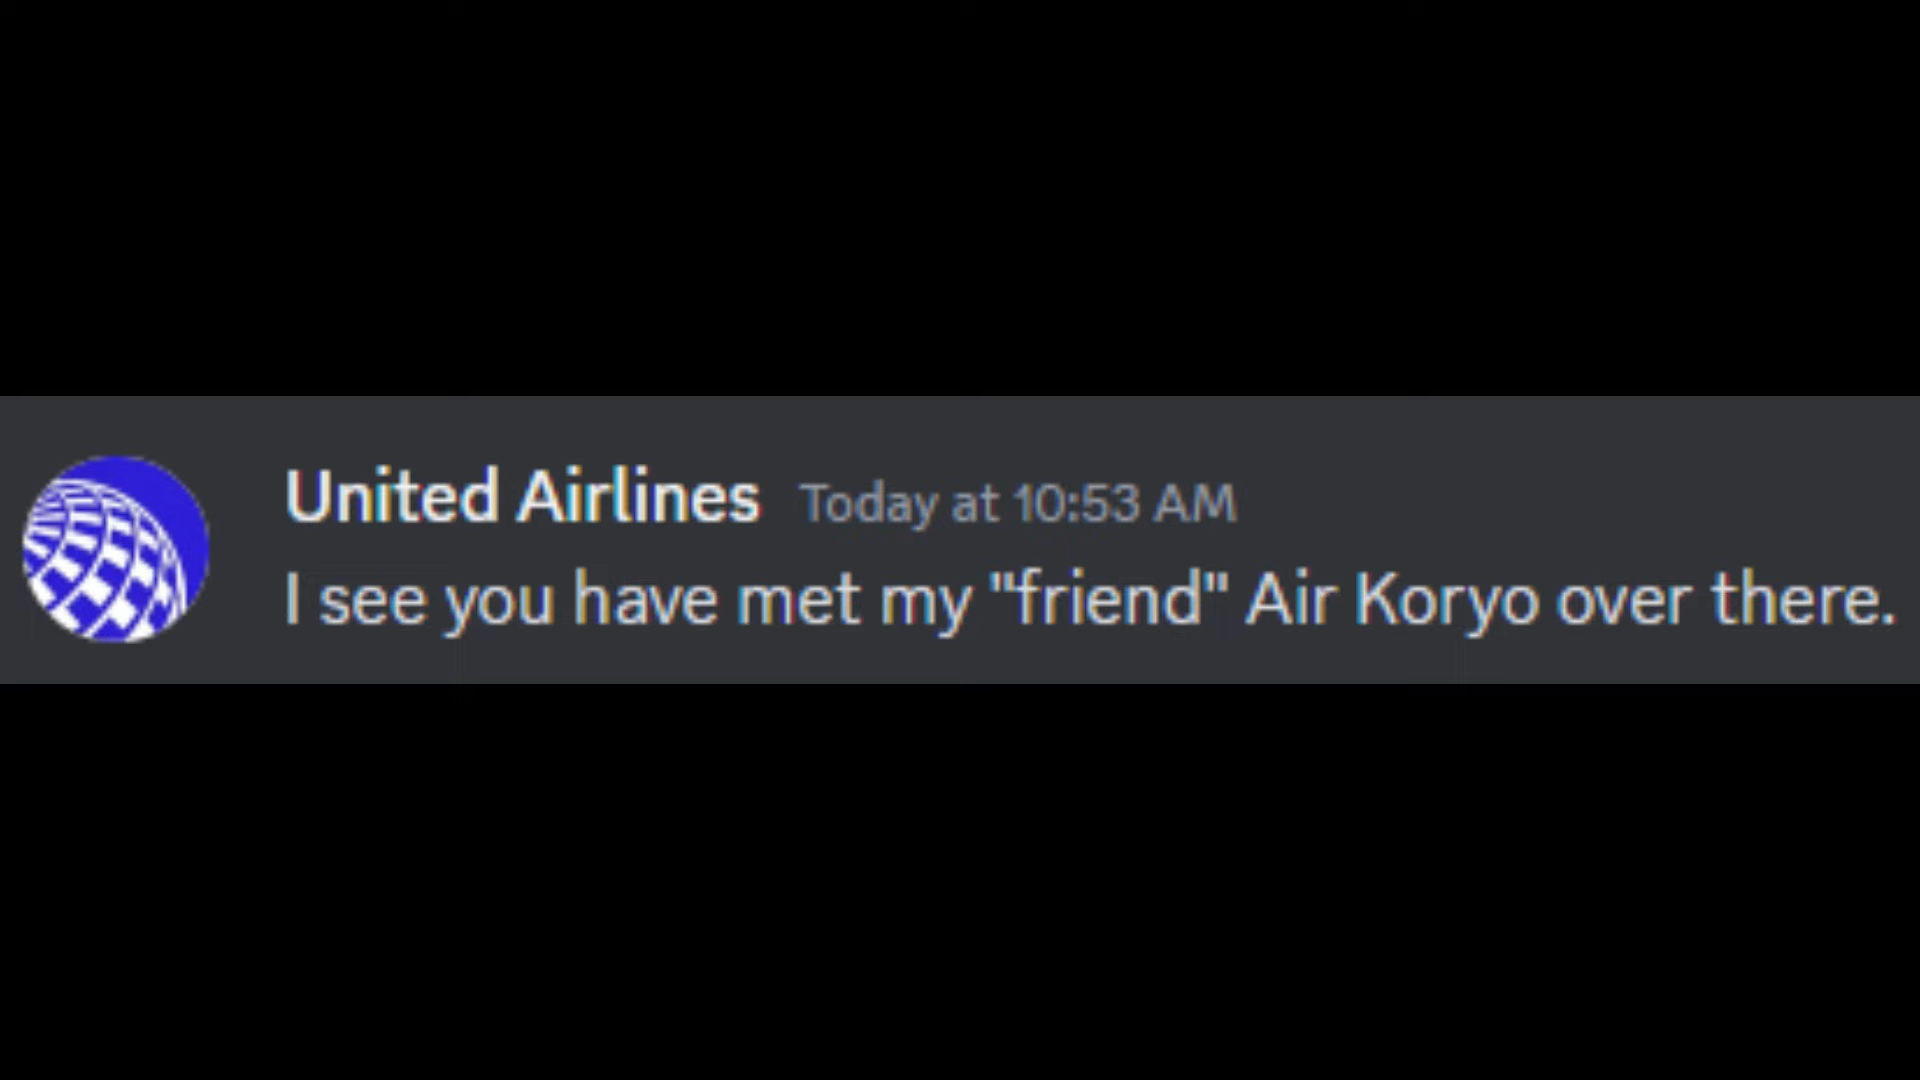 United Airlines Today at 10:53 AM
I see you have met my "friend" Air Koryo over there.